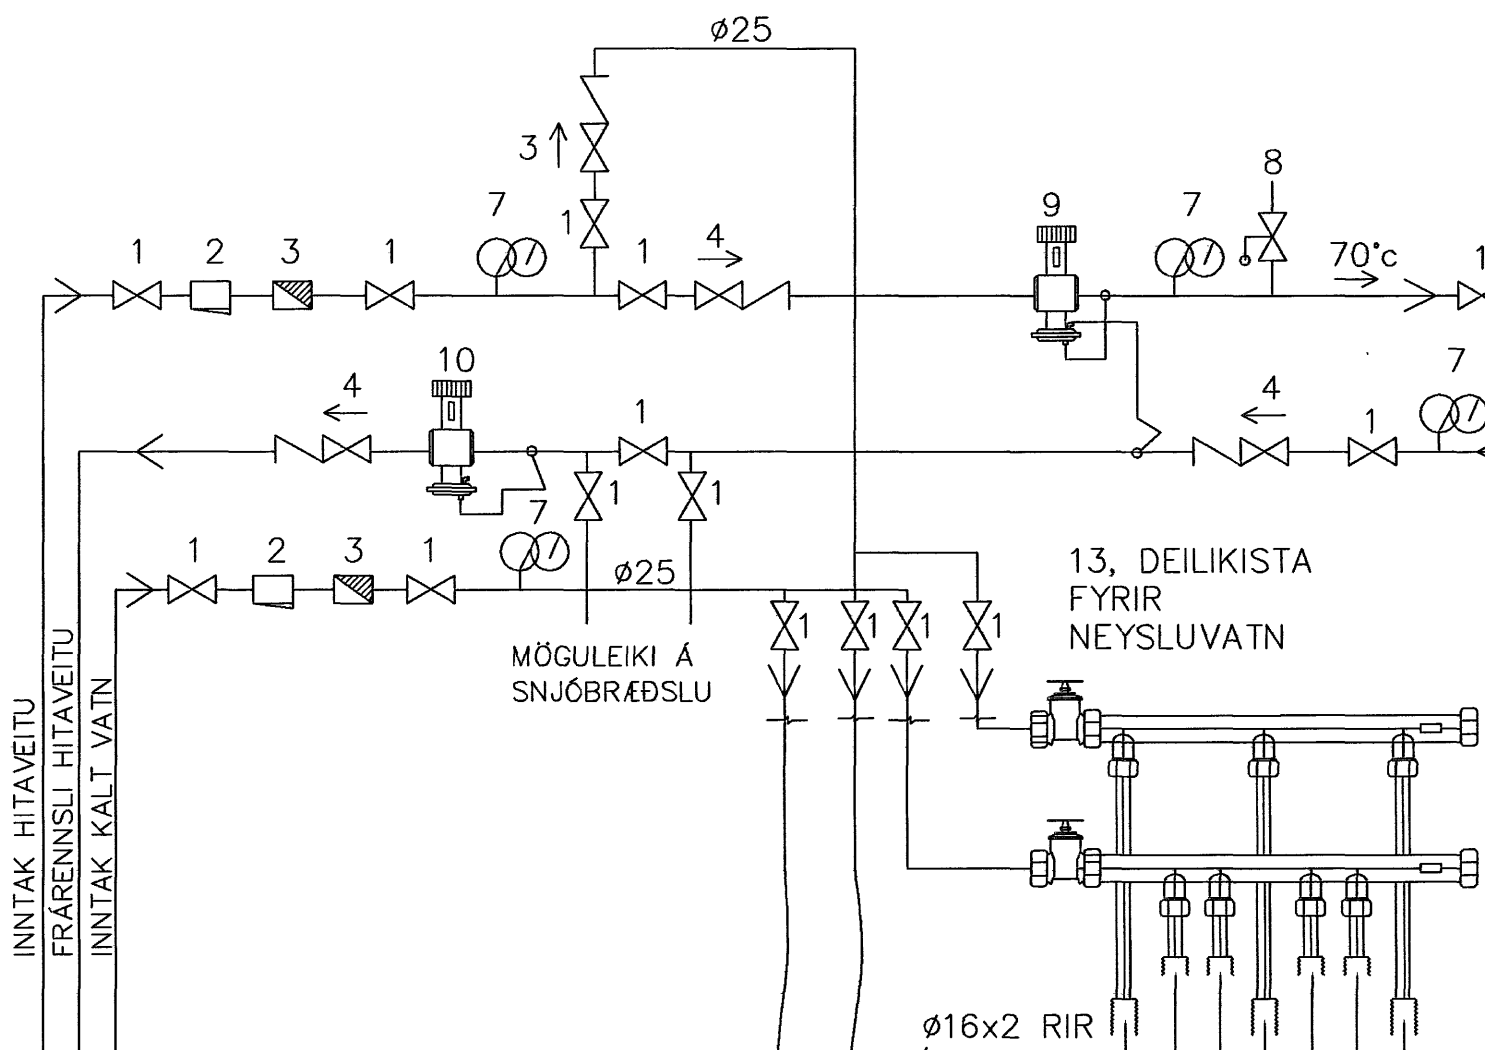 ø25
3
8
7
9
7
1
1
2
3
1
1
4
70°c
1
10
7
4
1
4
1
1
1
7
1
2
3
1
ø25
13, DEILIKISTA
FYRIR
NEYSLUVATN
1
1
1
1
MÖGULEIKI Á
SNJÓBRÆÐSLU
INNTAK HITAVEITU
FRÁRENNSLI HITAVEITU
INNTAK KALT VATN
ø16x2 RIR